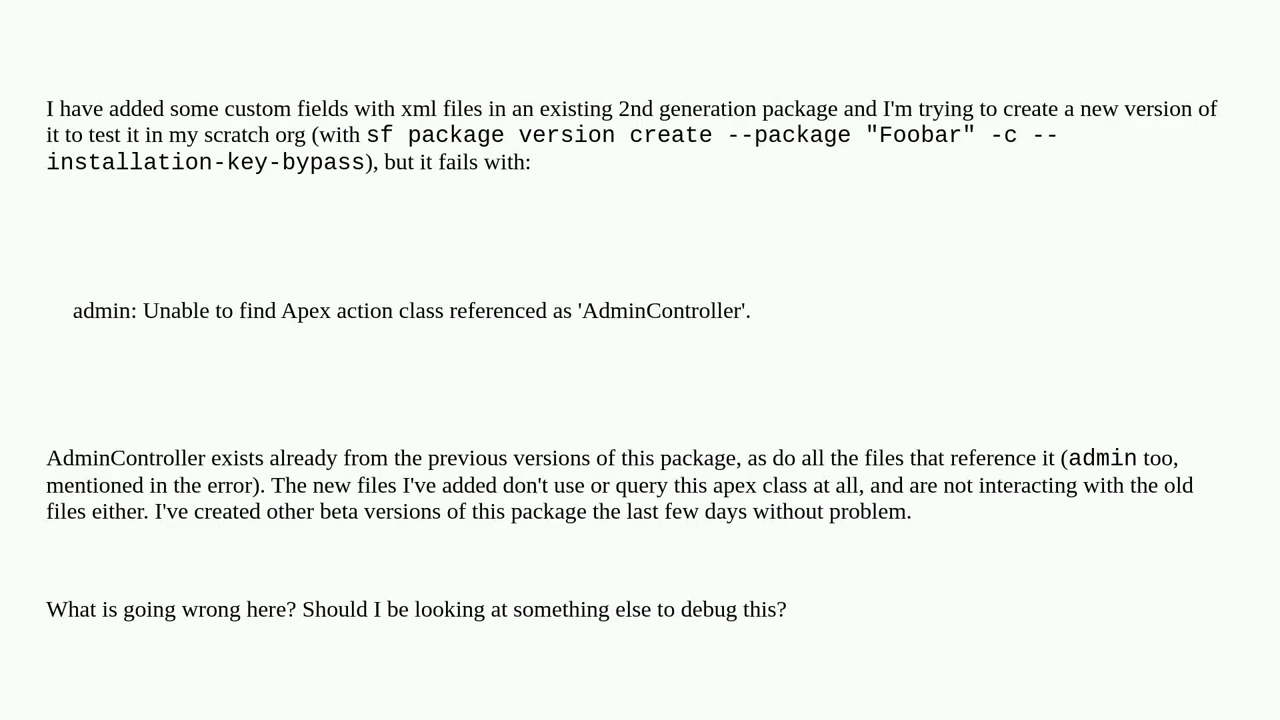 I have added some custom fields with xml files in an existing 2nd generation package and I'm trying to create a new version of
it to test it in my scratch org (with sf package version create --package "Foobar" -c --
installation-key-bypass), but it fails with:
admin: Unable to find Apex action class referenced as 'AdminController'.
AdminController exists already from the previous versions of this package, as do all the files that reference it (admin too,
mentioned in the error). The new files I've added don't use or query this apex class at all, and are not interacting with the old
files either. I've created other beta versions of this package the last few days without problem.
What is going wrong here? Should I be looking at something else to debug this?